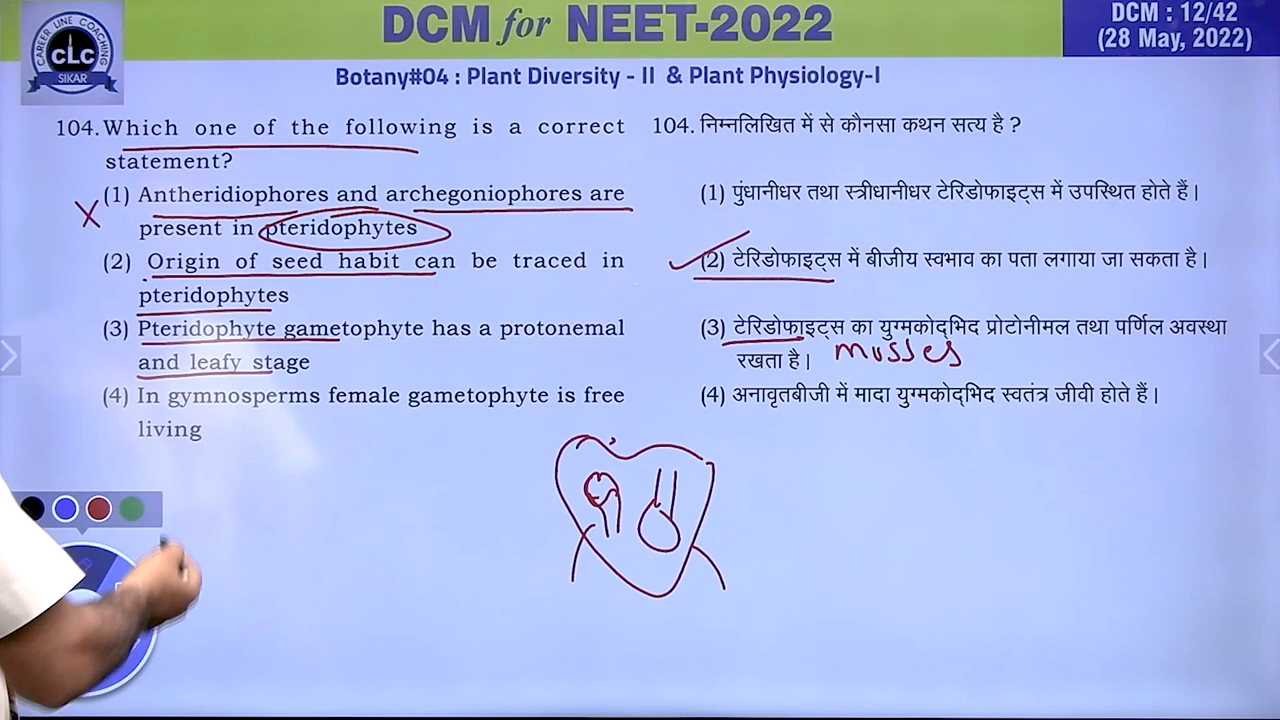 DCM for NEET-2022
DCM : 12/42
(28 May, 2022)
CAREER LINE COACHING
CLC
SIKAR
Botany#04 : Plant Diversity - II & Plant Physiology-I
104. Which one of the following is a correct
statement?
(1) Antheridiophores and archegoniophores are
present in pteridophytes
(2) Origin of seed habit can be traced in
pteridophytes
(3) Pteridophyte gametophyte has a protonemal
and leafy stage
(4) In gymnosperms female gametophyte is free
living
104. निम्नलिखित में से कौनसा कथन सत्य है ?
(1) पुंधानीधर तथा स्त्रीधानीधर टेरिडोफाइट्स में उपस्थित होते हैं।
(2) टेरिडोफाइट्स में बीजीय स्वभाव का पता लगाया जा सकता है।
(3) टेरिडोफाइट्स का युग्मकोद्भिद प्रोटोनीमल तथा पर्णिल अवस्था
रखता है।
mosses
(4) अनावृतबीजी में मादा युग्मकोद्भिद स्वतंत्र जीवी होते हैं।